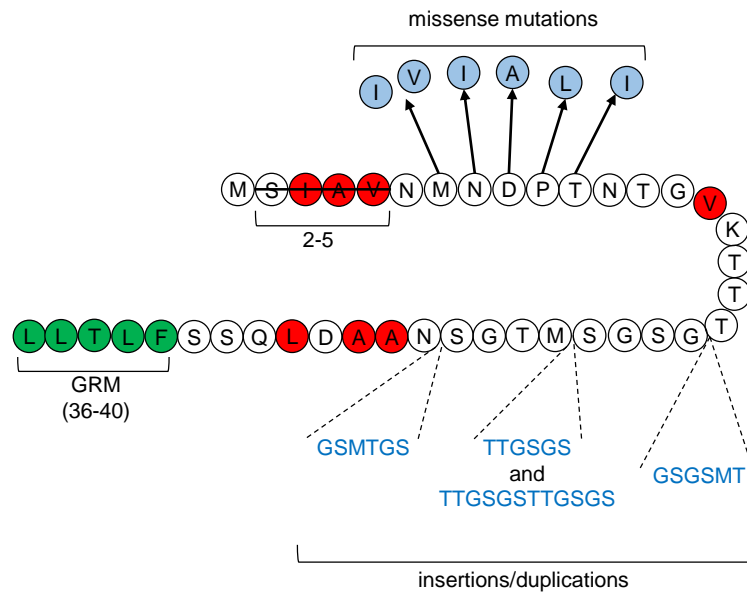 missense mutations
I V I A L I
M S I A V N M N D P T N T G V
K
T
T
2-5
L L T L F S S Q L D A A N S G T M S G S G T
GRM
(36-40)
GSMTGS
TTGSGS
and
TTGSGSTTGSGS
GSGSMT
insertions/duplications